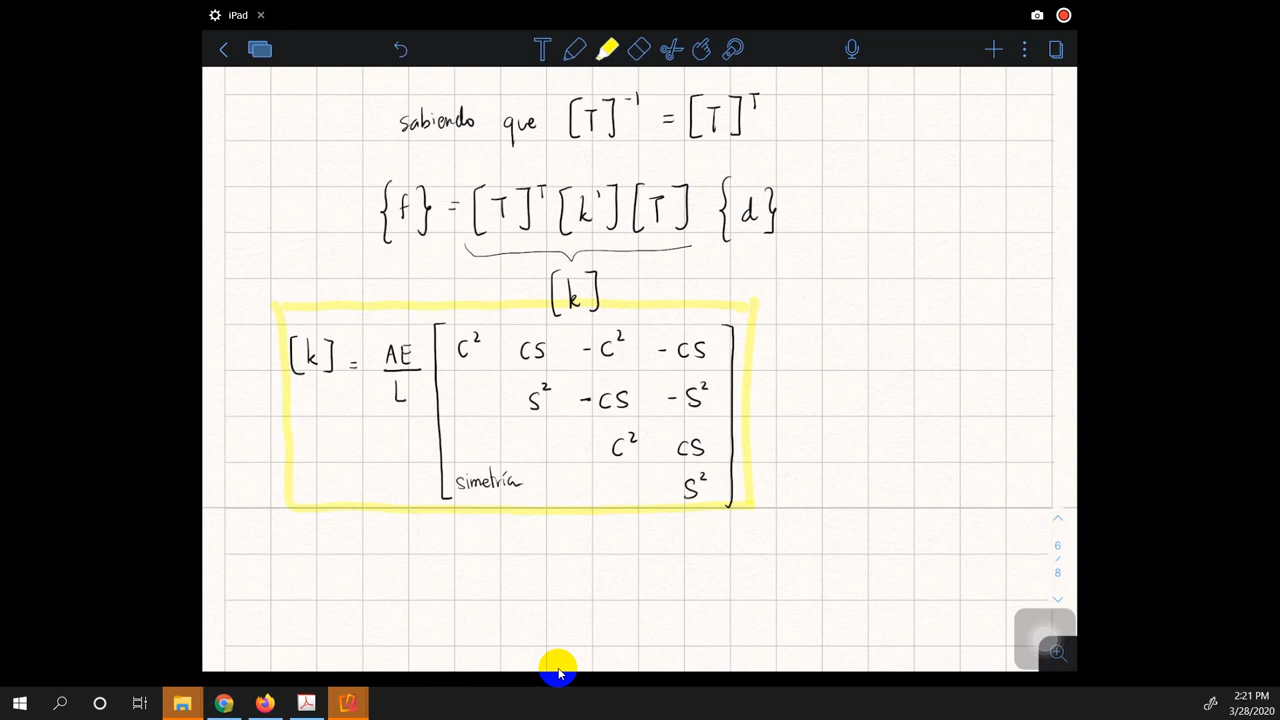 iPad
sabiendo que [T]⁻¹ = [T]ᵀ
{f} = [T]ᵀ [k'] [T] {d}
[k]
[k] = AE/L [ C² CS -C² -CS
S² -CS -S²
C² CS
simetría S² ]
6
/
8
2:21 PM
3/28/2020